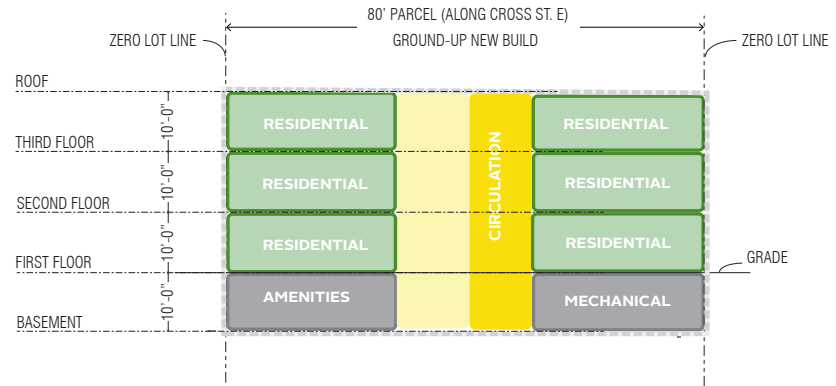 80' PARCEL (ALONG CROSS ST. E)
ZERO LOT LINE
GROUND-UP NEW BUILD
ZERO LOT LINE
ROOF
10'-0"
RESIDENTIAL
CIRCULATION
RESIDENTIAL
THIRD FLOOR
10'-0"
RESIDENTIAL
RESIDENTIAL
SECOND FLOOR
10'-0"
RESIDENTIAL
RESIDENTIAL
FIRST FLOOR
GRADE
10'-0"
AMENITIES
MECHANICAL
BASEMENT